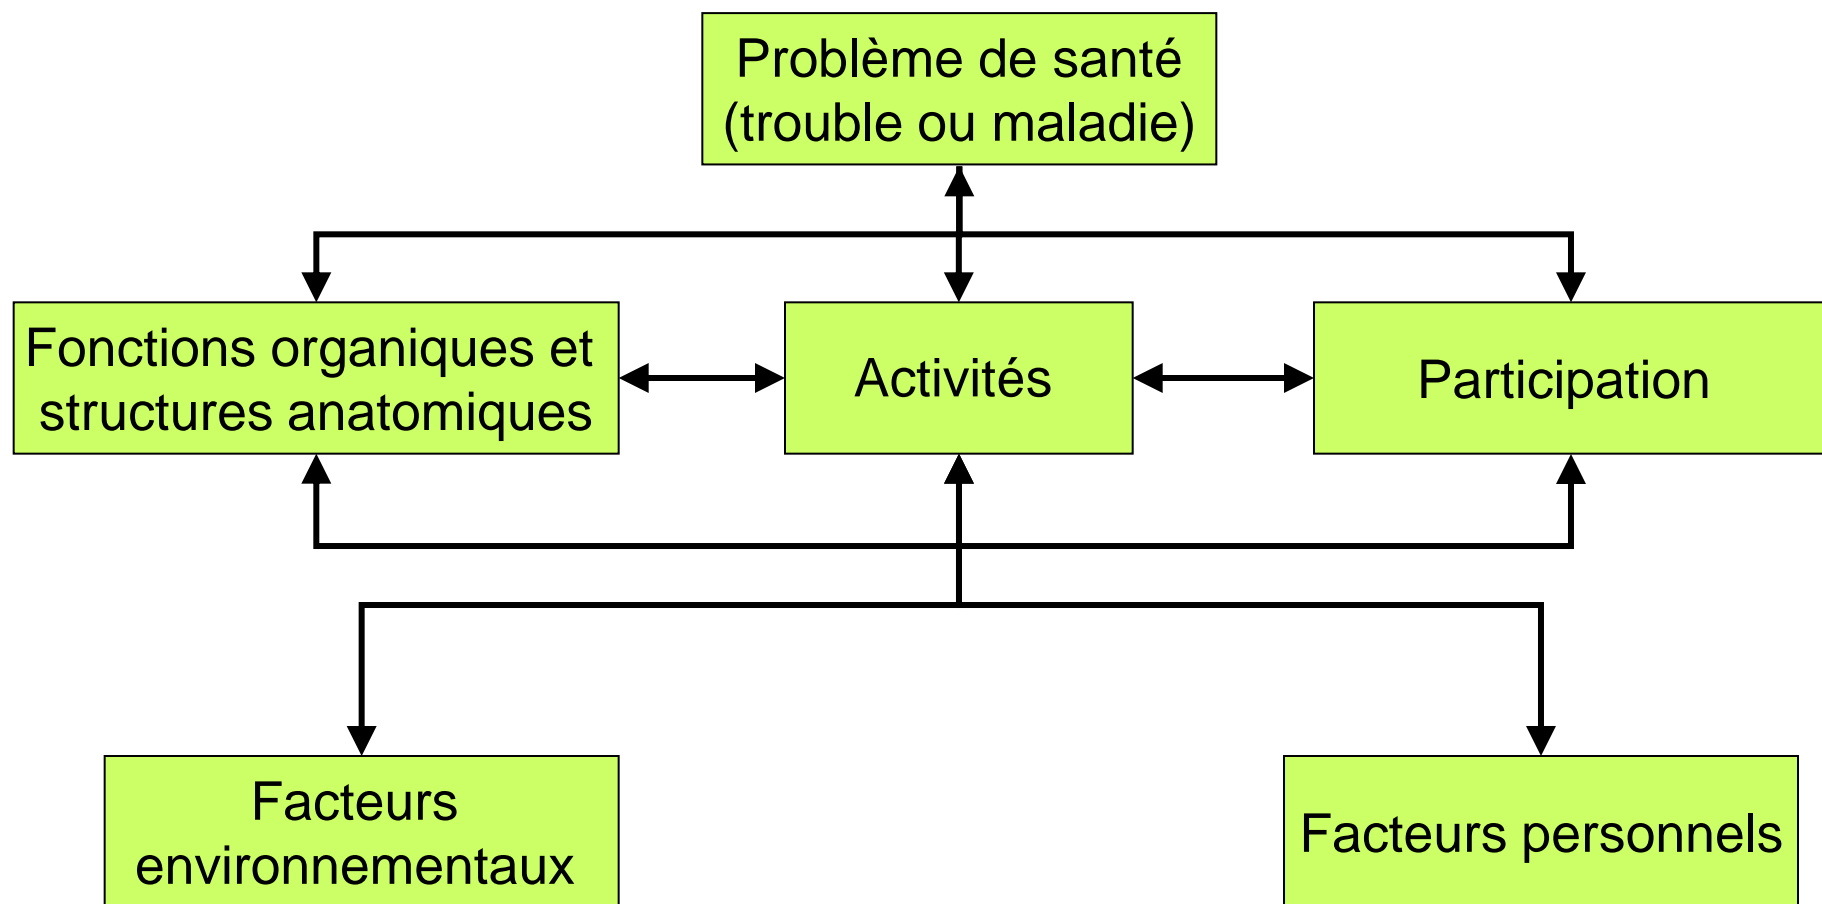 Problème de santé
(trouble ou maladie)
Fonctions organiques et
structures anatomiques
Activités
Participation
Facteurs
environnementaux
Facteurs personnels